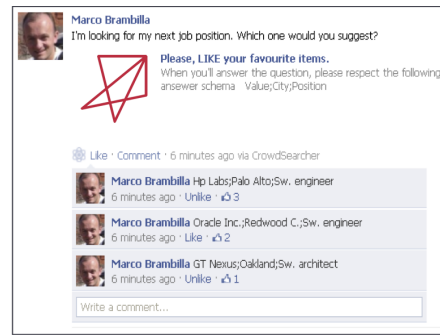 Marco Brambilla
I'm looking for my next job position. Which one would you suggest?
Please, LIKE your favourite items.
When you'll answer the question, please respect the following
ansewer schema Value;City;Position
Like · Comment · 6 minutes ago via CrowdSearcher
Marco Brambilla Hp Labs;Palo Alto;Sw. engineer
6 minutes ago · Unlike · 3
Marco Brambilla Oracle Inc.;Redwood C.;Sw. engineer
6 minutes ago · Like · 2
Marco Brambilla GT Nexus;Oakland;Sw. architect
6 minutes ago · Unlike · 1
Write a comment...